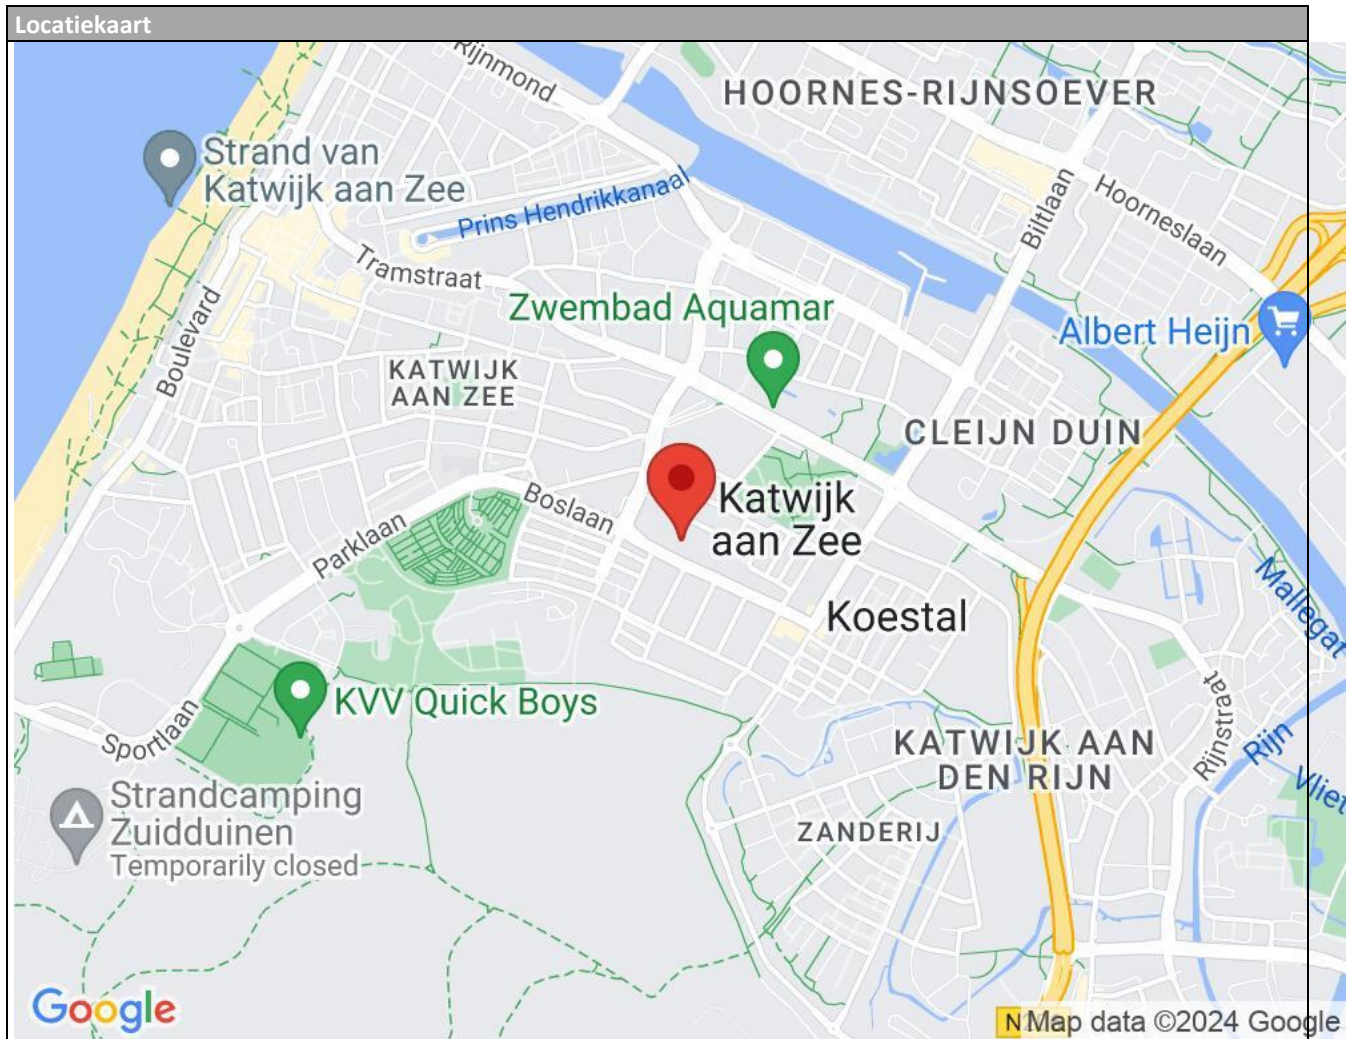 Locatiekaart
Rijnmond
HOORNES-RIJNSOEVER
Strand van
Katwijk aan Zee
Prins Hendrikkanaal
Biltlaan
Hoorneslaan
Tramstraat
Boulevard
Zwembad Aquamar
Albert Heijn
KATWIJK
AAN ZEE
CLEIJN DUIN
Parklaan
Boslaan
Katwijk
aan Zee
Mallegat
Koestal
KVV Quick Boys
Sportlaan
Rijnstraat
Rijn
Vliet
KATWIJK AAN
DEN RIJN
Strandcamping
Zuidduinen
Temporarily closed
ZANDERIJ
Google
N
Map data ©2024 Google